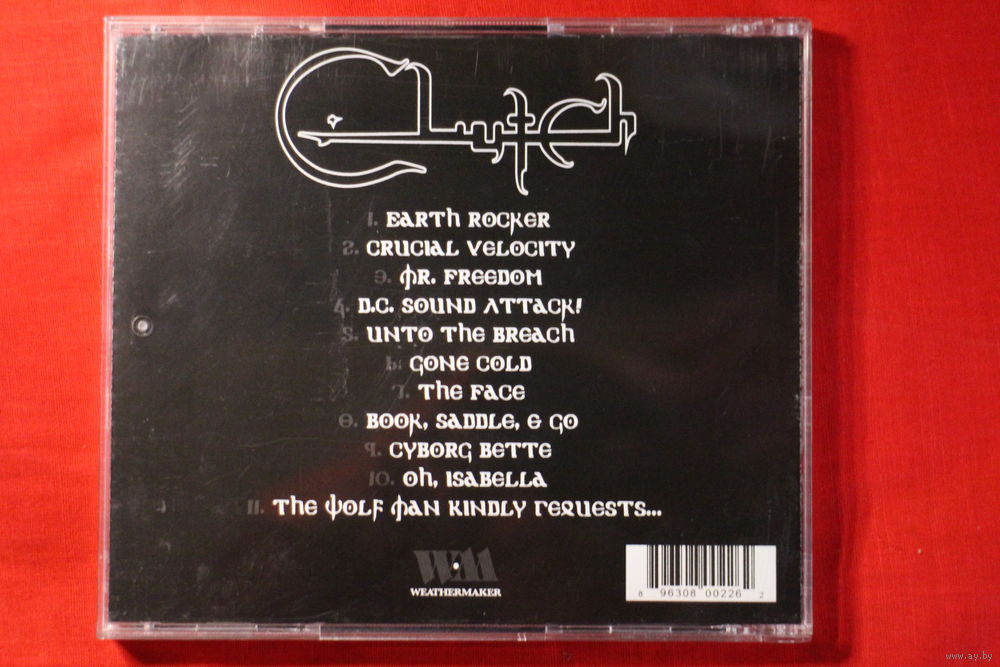 Clutch
1. EARTH ROCKER
2. CRUCIAL VELOCITY
3. MR. FREEDOM
4. D.C. SOUND ATTACK!
5. UNTO THE BREACH
6. GONE COLD
7. THE FACE
8. BOOK, SADDLE, & GO
9. CYBORG BETTE
10. OH, ISABELLA
11. THE WOLF MAN KINDLY REQUESTS...
WM
WEATHERMAKER
8 96308 00226 2
www.ay.by